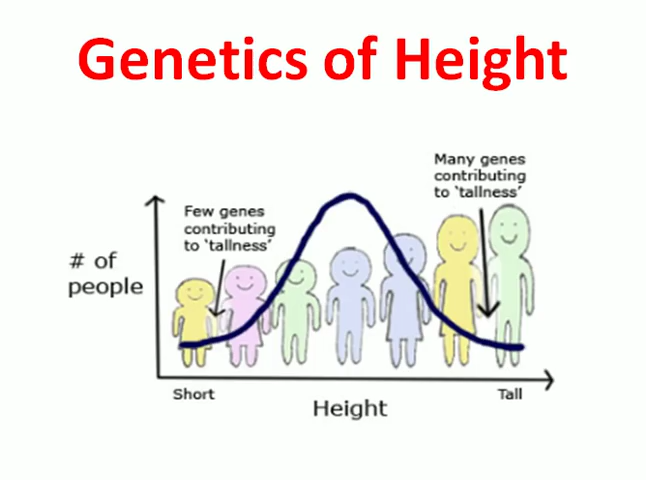 Genetics of Height
Many genes
contributing
to ‘tallness’
Few genes
contributing
to ‘tallness’
# of
people
Short
Tall
Height